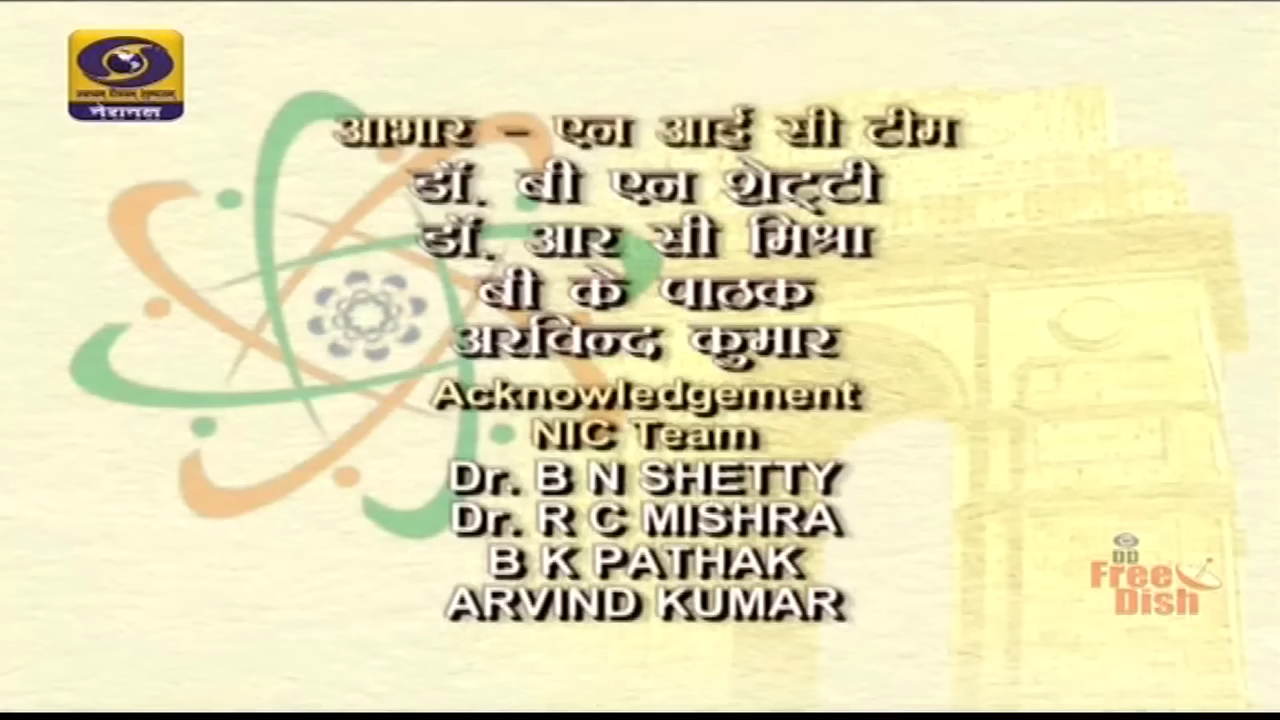 नेशनल
आभार - एन आई सी टीम
डॉ. बी एन शेट्टी
डॉ. आर सी मिश्रा
बी के पाठक
अरविन्द कुमार
Acknowledgement
NIC Team
Dr. B N SHETTY
Dr. R C MISHRA
B K PATHAK
ARVIND KUMAR
DD
Free
Dish